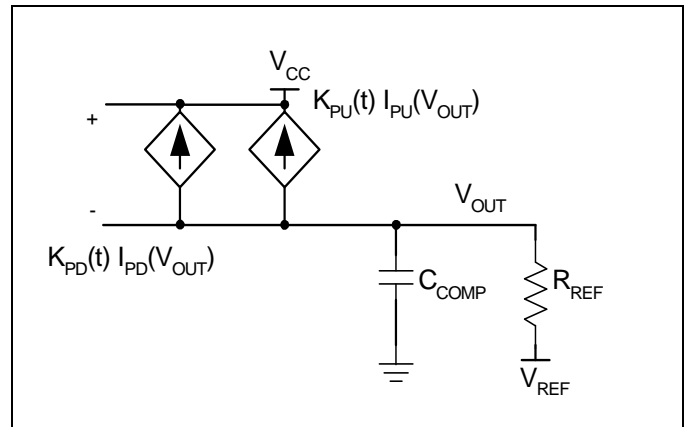 V_CC
K_PU(t) I_PU(V_OUT)
+
-
V_OUT
K_PD(t) I_PD(V_OUT)
C_COMP
R_REF
V_REF